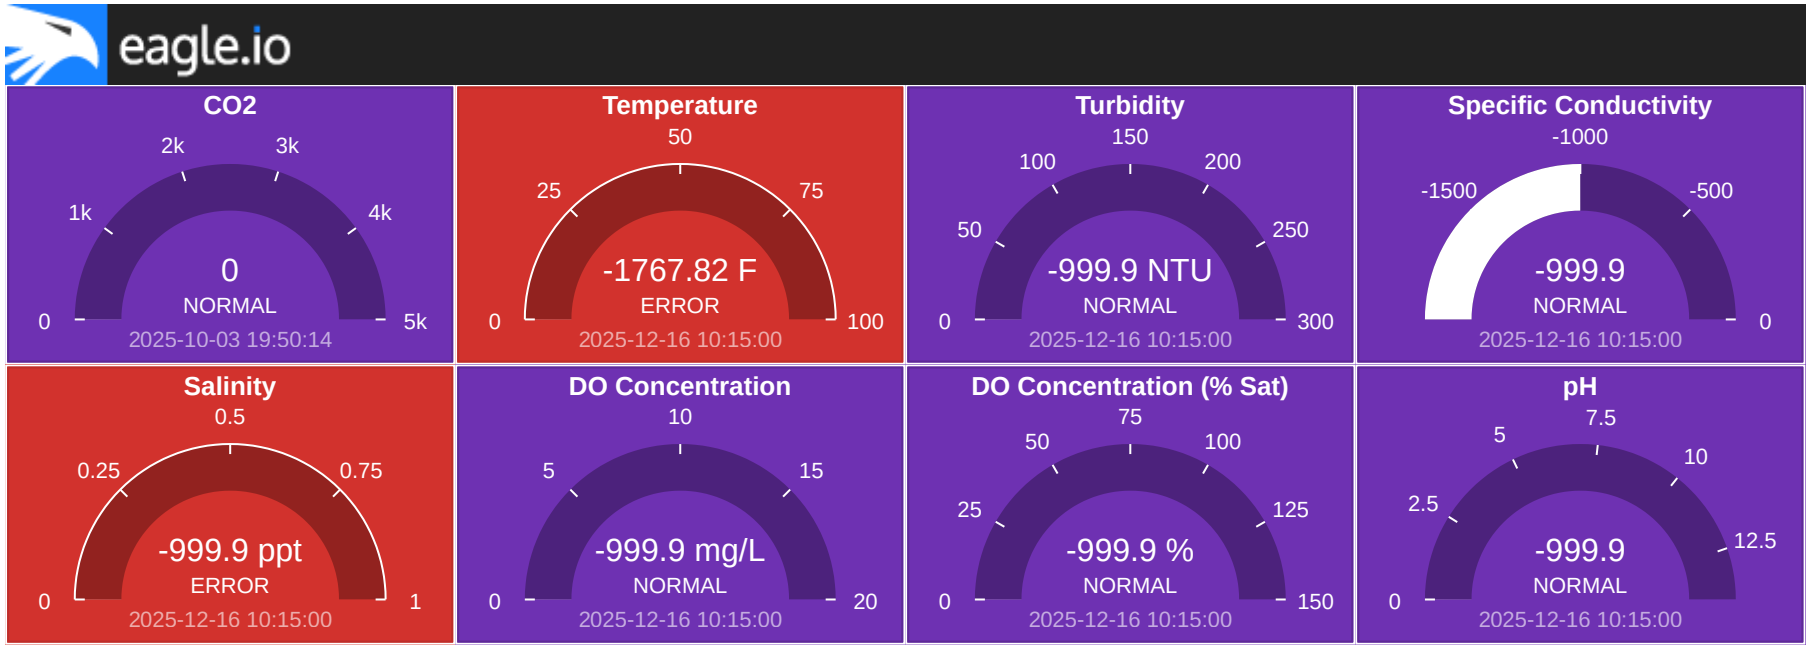 eagle.io
CO2
2k
3k
1k
4k
0
NORMAL
0
5k
2025-10-03 19:50:14
Temperature
50
25
75
-1767.82 F
ERROR
0
100
2025-12-16 10:15:00
Turbidity
150
100
200
50
250
-999.9 NTU
NORMAL
0
300
2025-12-16 10:15:00
Specific Conductivity
-1000
-1500
-500
-999.9
NORMAL
0
2025-12-16 10:15:00
Salinity
0.5
0.25
0.75
-999.9 ppt
ERROR
0
1
2025-12-16 10:15:00
DO Concentration
10
5
15
-999.9 mg/L
NORMAL
0
20
2025-12-16 10:15:00
DO Concentration (% Sat)
75
50
100
25
125
-999.9 %
NORMAL
0
150
2025-12-16 10:15:00
pH
7.5
5
10
2.5
12.5
-999.9
NORMAL
0
2025-12-16 10:15:00